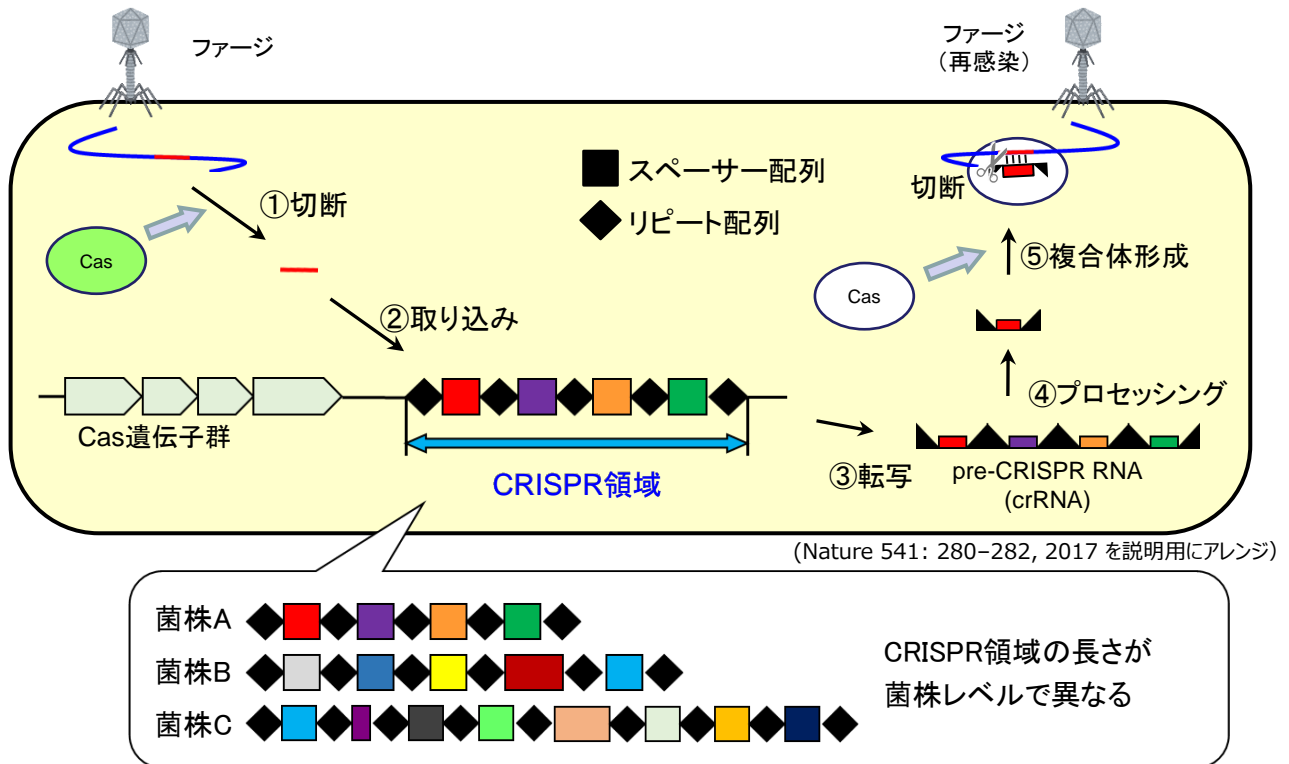 ファージ
ファージ
（再感染）
スペーサー配列
リピート配列
①切断
Cas
②取り込み
切断
Cas
⑤複合体形成
④プロセッシング
Cas遺伝子群
CRISPR領域
③転写
pre-CRISPR RNA
(crRNA)
(Nature 541: 280–282, 2017 を説明用にアレンジ)
菌株A
菌株B
菌株C
CRISPR領域の長さが
菌株レベルで異なる